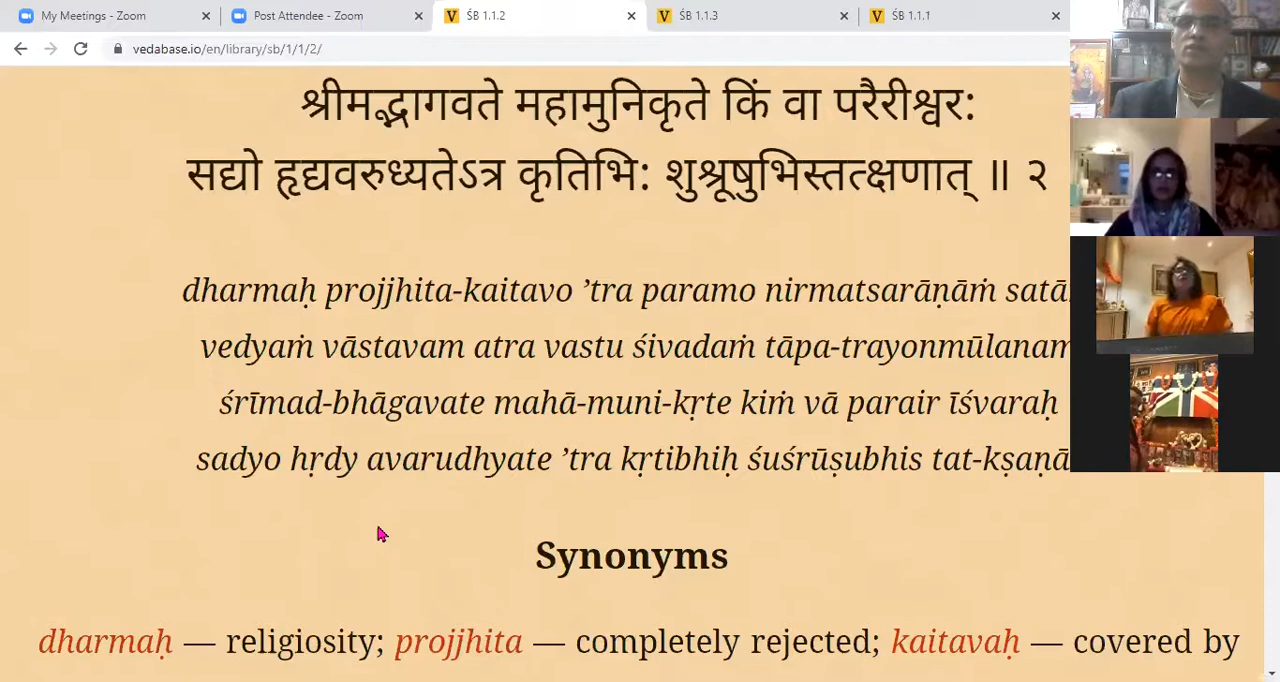 My Meetings - Zoom
Post Attendee - Zoom
ŚB 1.1.2
ŚB 1.1.3
ŚB 1.1.1
vedabase.io/en/library/sb/1/1/2/
श्रीमद्भागवते महामुनिकृते किं वा परैरीश्वर:
सद्यो हृद्यवरुध्यतेऽत्र कृतिभि: शुश्रूषुभिस्तत्क्षणात् ॥ २
dharmaḥ projjhita-kaitavo ’tra paramo nirmatsarāṇāṁ satā
vedyaṁ vāstavam atra vastu śivadaṁ tāpa-trayonmūlanam
śrīmad-bhāgavate mahā-muni-kṛte kiṁ vā parair īśvaraḥ
sadyo hṛdy avarudhyate ’tra kṛtibhiḥ śuśrūṣubhis tat-kṣaṇā
Synonyms
dharmaḥ — religiosity; projjhita — completely rejected; kaitavaḥ — covered by